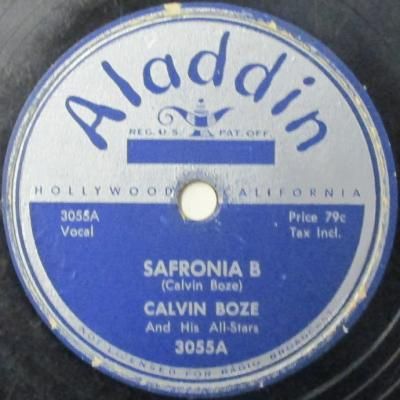 Aladdin
REG. U.S. PAT. OFF.
HOLLYWOOD CALIFORNIA
3055A
Vocal
Price 79c
Tax Incl.
SAFRONIA B
(Calvin Boze)
CALVIN BOZE
And His All-Stars
3055A
NOT LICENSED FOR RADIO BROADCAST